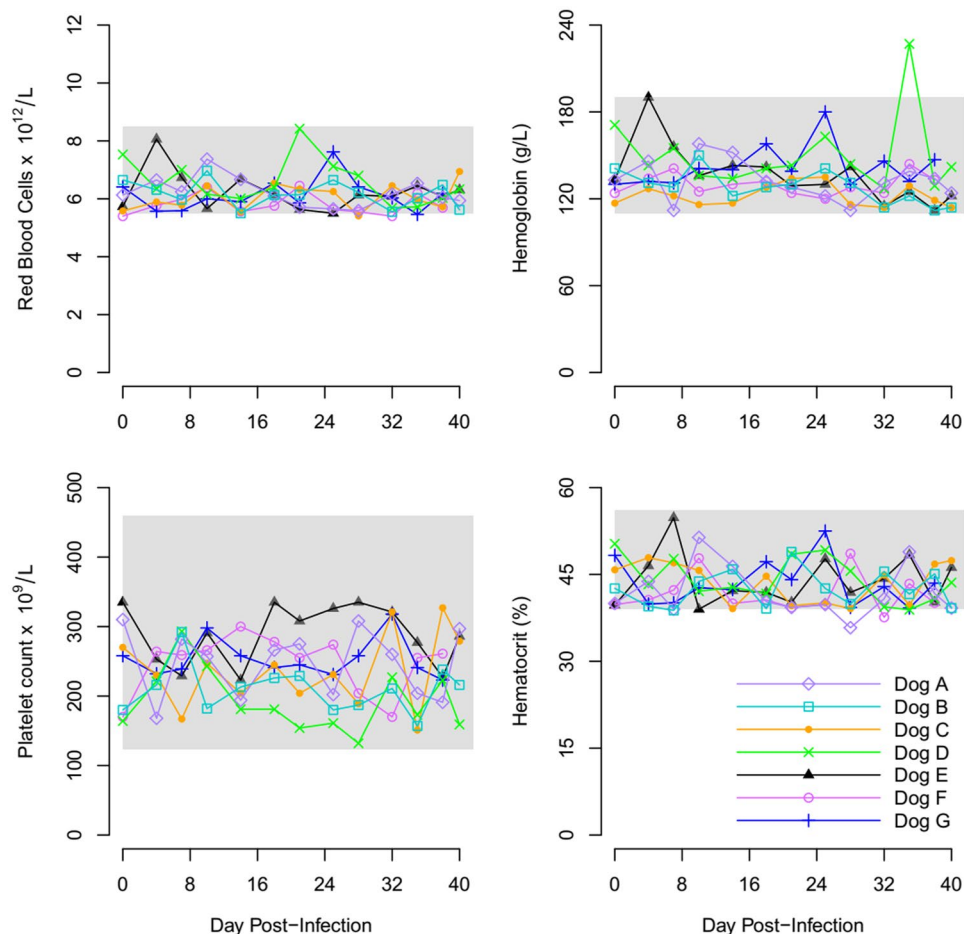 Red Blood Cells x 10¹²/L
12
10
8
6
4
2
0
0 8 16 24 32 40
Hemoglobin (g/L)
240
180
120
60
0
0 8 16 24 32 40
Platelet count x 10⁹/L
500
400
300
200
100
0
0 8 16 24 32 40
Day Post−Infection
Hematocrit (%)
60
45
30
15
0
Dog A
Dog B
Dog C
Dog D
Dog E
Dog F
Dog G
0 8 16 24 32 40
Day Post−Infection